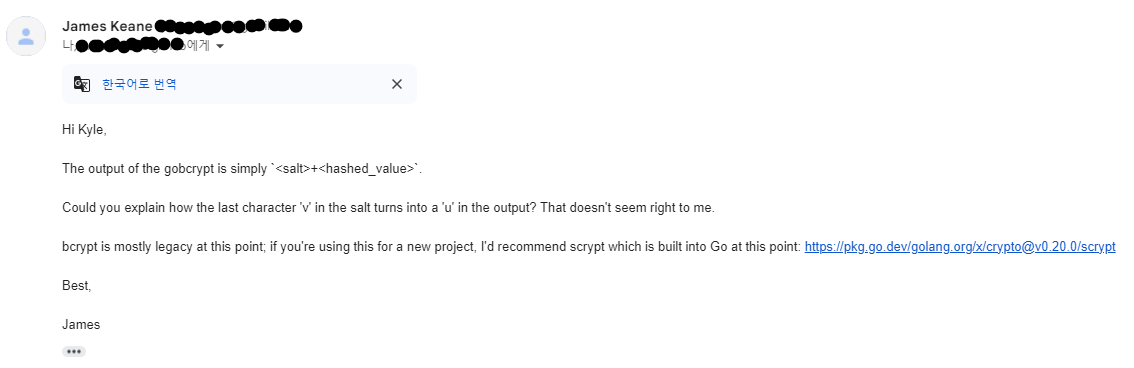 James Keane
나
에게
한국어로 번역
Hi Kyle,
The output of the gobcrypt is simply `<salt>+<hashed_value>`.
Could you explain how the last character 'v' in the salt turns into a 'u' in the output? That doesn't seem right to me.
bcrypt is mostly legacy at this point; if you're using this for a new project, I'd recommend scrypt which is built into Go at this point: https://pkg.go.dev/golang.org/x/crypto@v0.20.0/scrypt
Best,
James